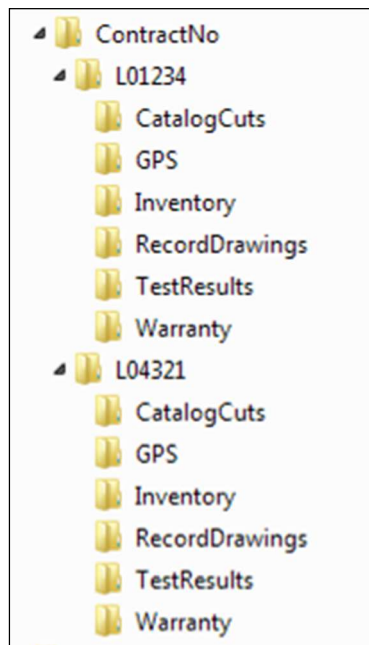 ContractNo
L01234
CatalogCuts
GPS
Inventory
RecordDrawings
TestResults
Warranty
L04321
CatalogCuts
GPS
Inventory
RecordDrawings
TestResults
Warranty